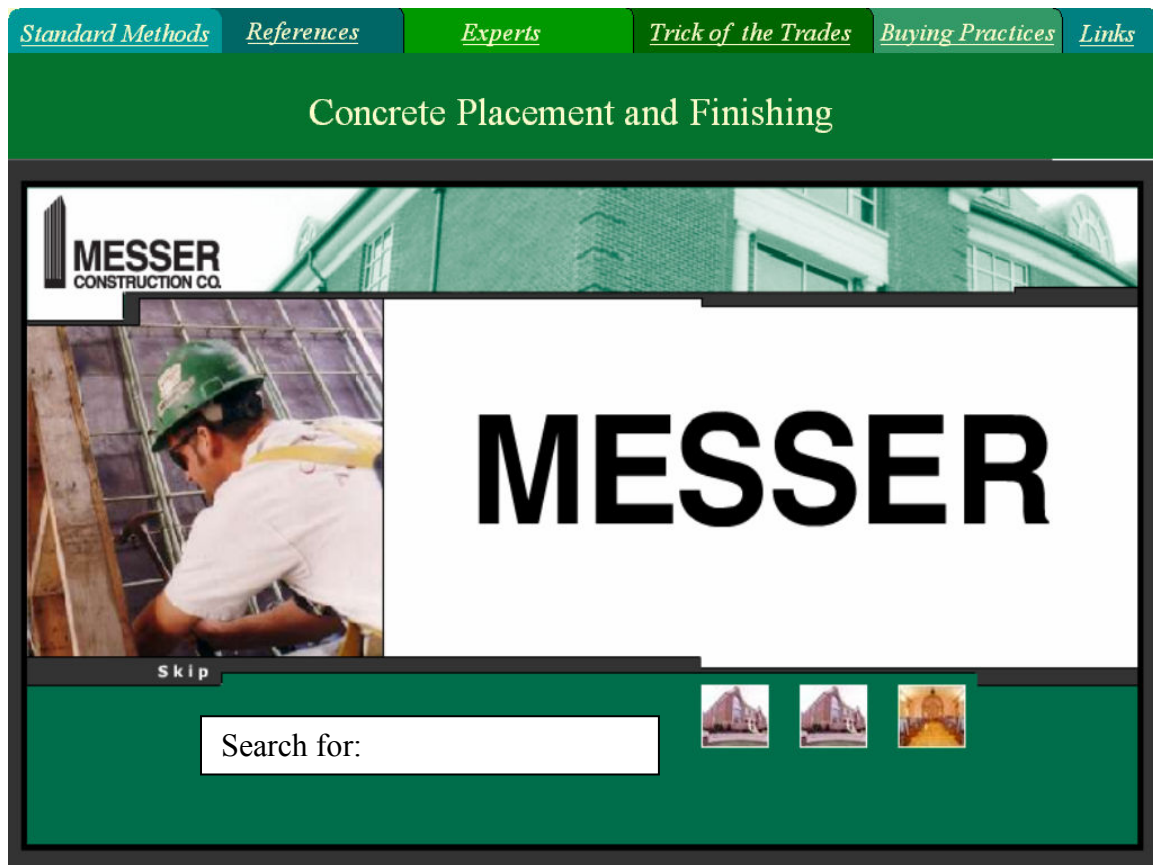 Standard Methods
References
Experts
Trick of the Trades
Buying Practices
Links
Concrete Placement and Finishing
MESSER
CONSTRUCTION CO.
MESSER
Skip
Search for: